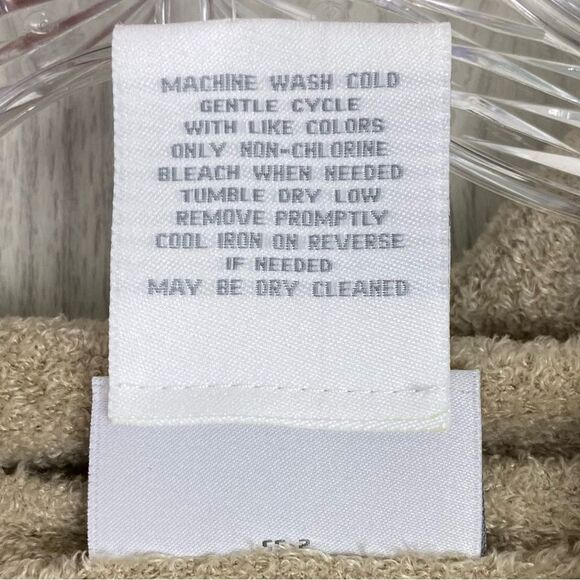 MACHINE WASH COLD
GENTLE CYCLE
WITH LIKE COLORS
ONLY NON-CHLORINE
BLEACH WHEN NEEDED
TUMBLE DRY LOW
REMOVE PROMPTLY
COOL IRON ON REVERSE
IF NEEDED
MAY BE DRY CLEANED